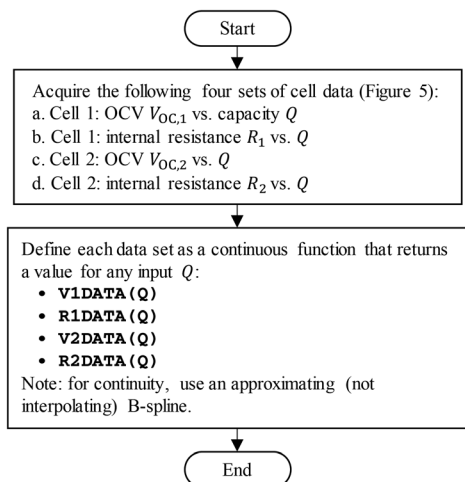 Start
Acquire the following four sets of cell data (Figure 5):
a. Cell 1: OCV V_OC,1 vs. capacity Q
b. Cell 1: internal resistance R_1 vs. Q
c. Cell 2: OCV V_OC,2 vs. Q
d. Cell 2: internal resistance R_2 vs. Q
Define each data set as a continuous function that returns
a value for any input Q:
• V1DATA(Q)
• R1DATA(Q)
• V2DATA(Q)
• R2DATA(Q)
Note: for continuity, use an approximating (not
interpolating) B-spline.
End